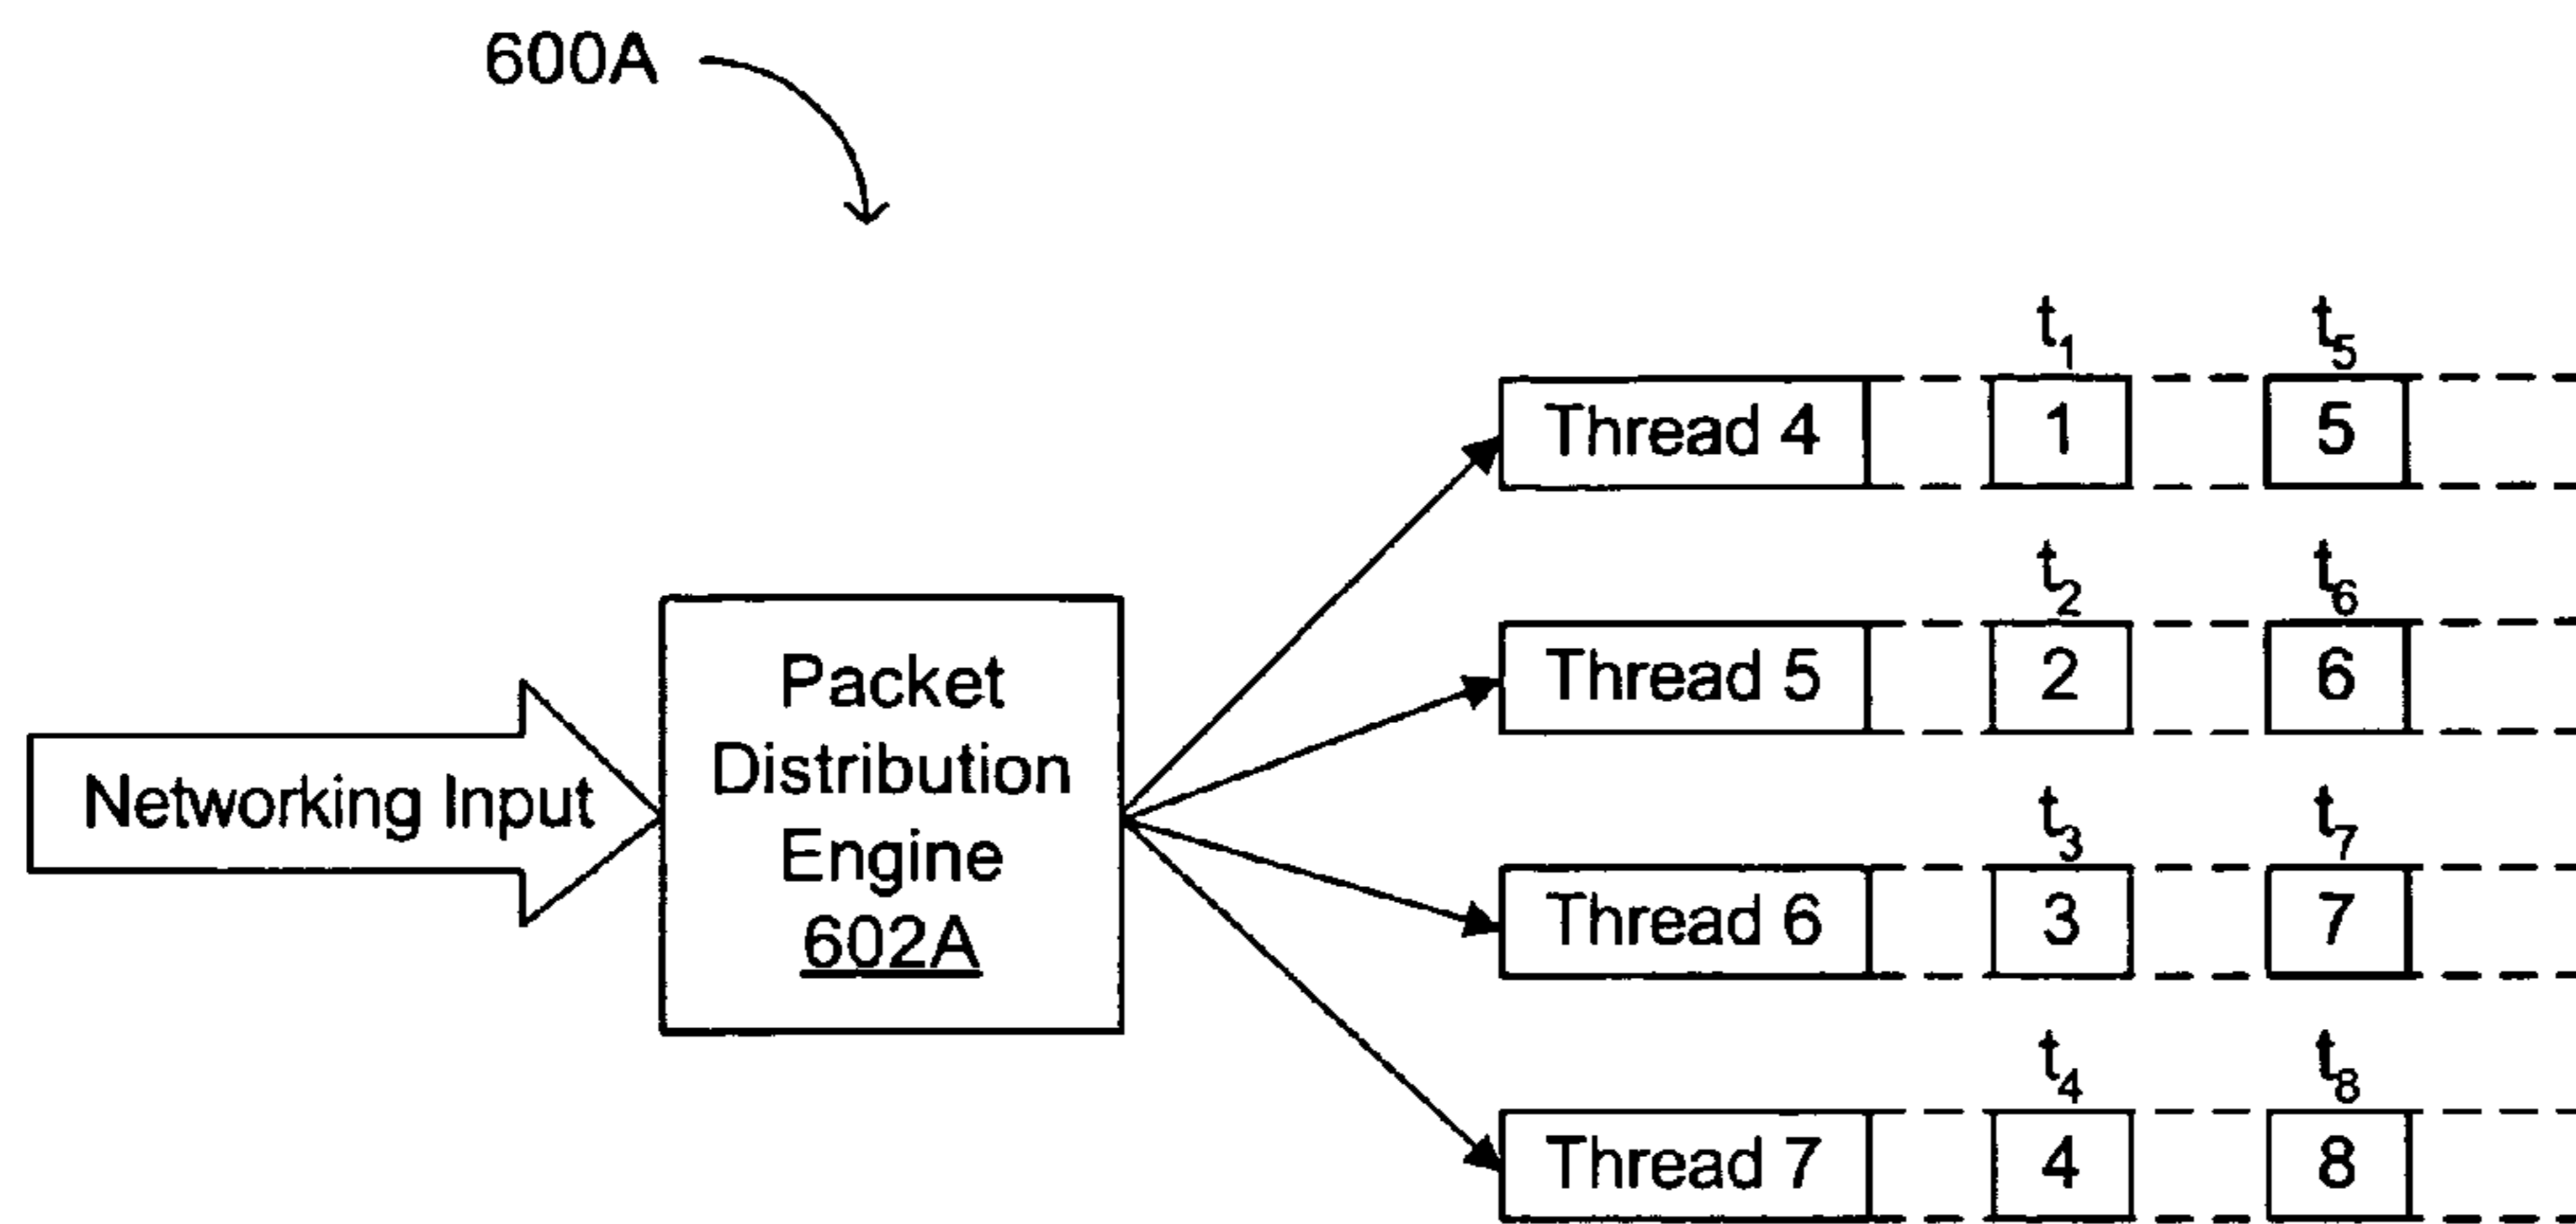 600A
t1 t5
Thread 4 1 5
t2 t6
Thread 5 2 6
Packet
Distribution
Engine
602A
Networking Input
t3 t7
Thread 6 3 7
t4 t8
Thread 7 4 8